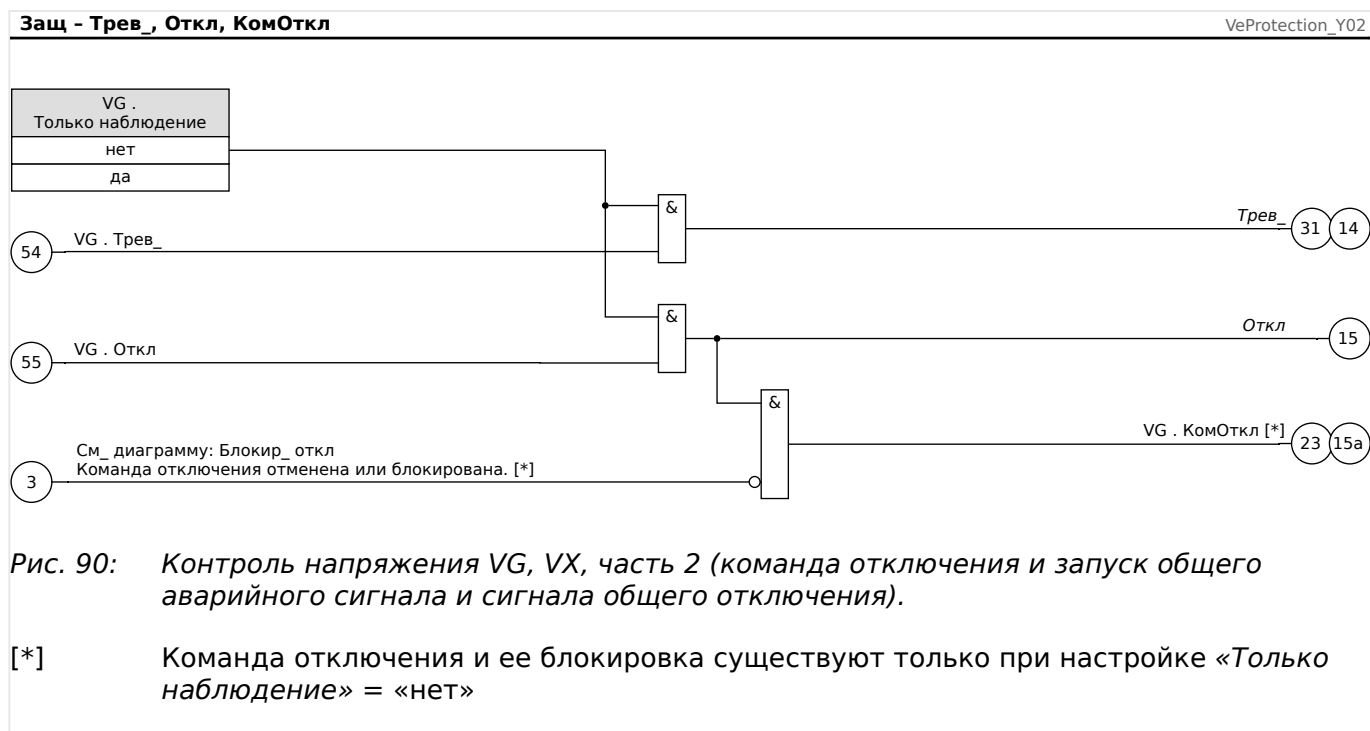 Защ – Трев_, Откл, КомОткл
VeProtection_Y02
VG .
Только наблюдение
нет
да
&
Трев_
31
14
54
VG . Трев_
&
Откл
15
55
VG . Откл
&
VG . КомОткл [*]
23
15a
См_ диаграмму: Блокир_ откл
Команда отключения отменена или блокирована. [*]
3
Рис. 90: Контроль напряжения VG, VX, часть 2 (команда отключения и запуск общего
аварийного сигнала и сигнала общего отключения).
[*] Команда отключения и ее блокировка существуют только при настройке «Только
наблюдение» = «нет»